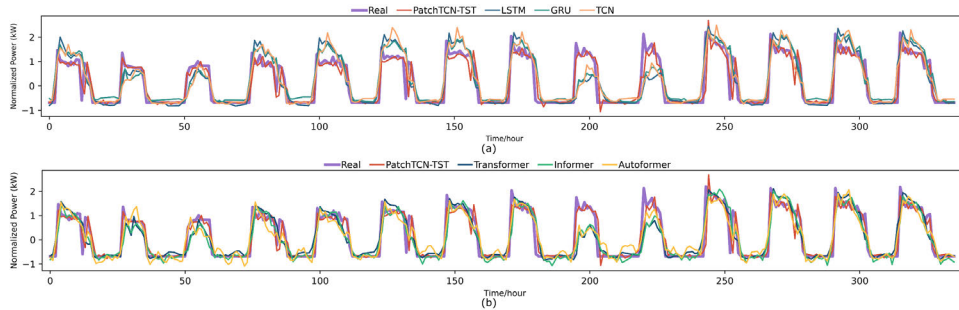 Real PatchTCN-TST LSTM GRU TCN
Normalized Power (kW)
2
1
0
−1
0 50 100 150 200 250 300
Time/hour
(a)
Real PatchTCN-TST Transformer Informer Autoformer
Normalized Power (kW)
2
1
0
−1
0 50 100 150 200 250 300
Time/hour
(b)